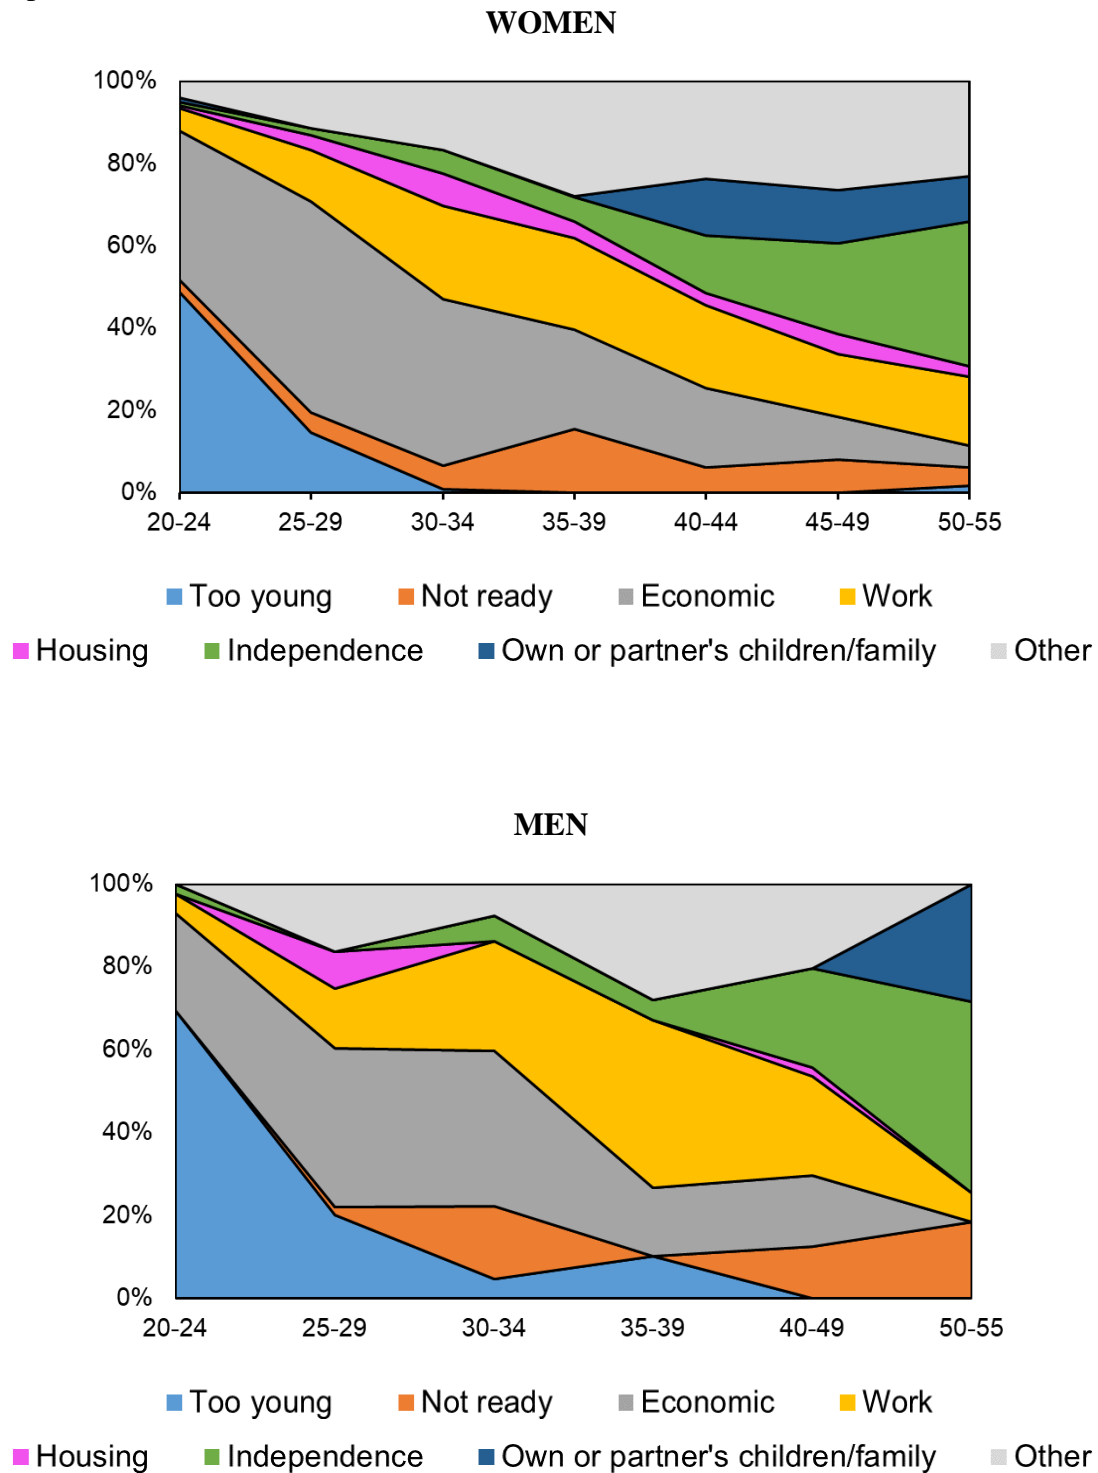 WOMEN
100%
80%
60%
40%
20%
0%
20-24 25-29 30-34 35-39 40-44 45-49 50-55
Too young Not ready Economic Work
Housing Independence Own or partner's children/family Other
MEN
100%
80%
60%
40%
20%
0%
20-24 25-29 30-34 35-39 40-49 50-55
Too young Not ready Economic Work
Housing Independence Own or partner's children/family Other